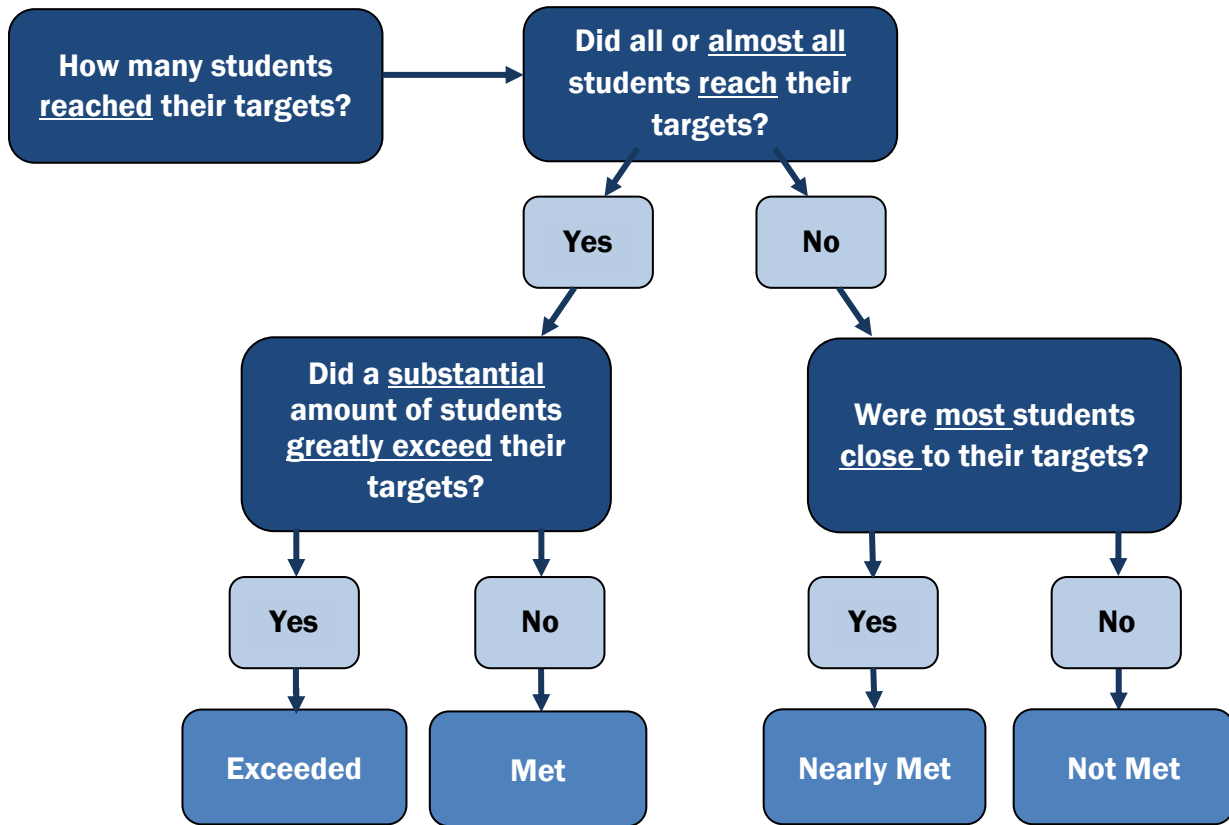 How many students
reached their targets?
Did all or almost all
students reach their
targets?
Yes
No
Did a substantial
amount of students
greatly exceed their
targets?
Were most students
close to their targets?
Yes
No
Yes
No
Exceeded
Met
Nearly Met
Not Met